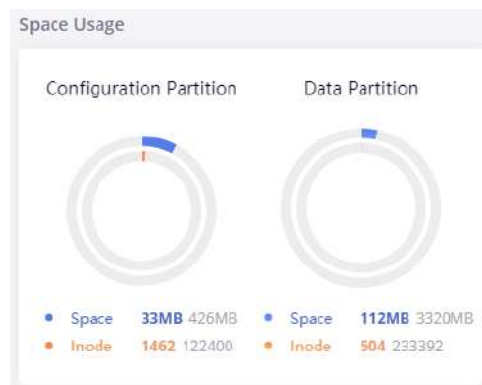 Space Usage
Configuration Partition
Data Partition
Space 33MB 426MB
Inode 1462 122400
Space 112MB 3320MB
Inode 504 233392